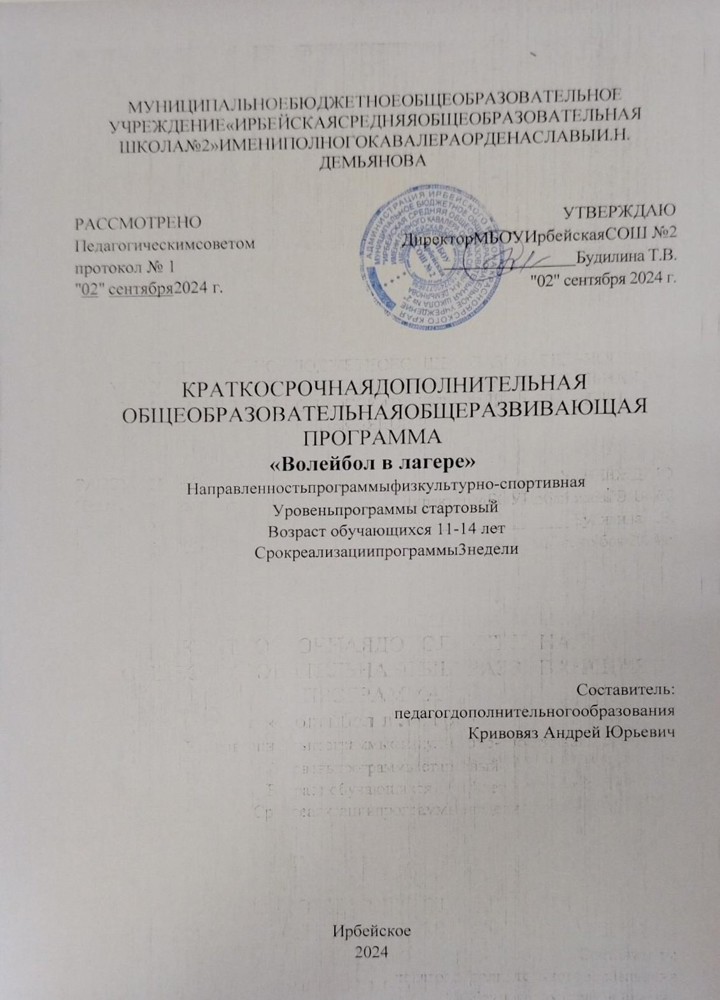 МУНИЦИПАЛЬНОЕБЮДЖЕТНОЕОБЩЕОБРАЗОВАТЕЛЬНОЕ
УЧРЕЖДЕНИЕ«ИРБЕЙСКАЯСРЕДНЯЯОБЩЕОБРАЗОВАТЕЛЬНАЯ
ШКОЛА№2»ИМЕНИПОЛНОГОКАВАЛЕРАОРДЕНАСЛАВЫИ.Н.
ДЕМЬЯНОВА
РАССМОТРЕНО
Педагогическимсоветом
протокол № 1
"02" сентября2024 г.
УТВЕРЖДАЮ
ДиректорМБОУИрбейскаяСОШ №2
Будилина Т.В.
"02" сентября 2024 г.
КРАТКОСРОЧНАЯДОПОЛНИТЕЛЬНАЯ
ОБЩЕОБРАЗОВАТЕЛЬНАЯОБЩЕРАЗВИВАЮЩАЯ
ПРОГРАММА
«Волейбол в лагере»
Направленностьпрограммыфизкультурно-спортивная
Уровеньпрограммы стартовый
Возраст обучающихся 11-14 лет
Срокреализациипрограммы3недели
Составитель:
педагогдополнительногообразования
Кривовяз Андрей Юрьевич
Ирбейское
2024